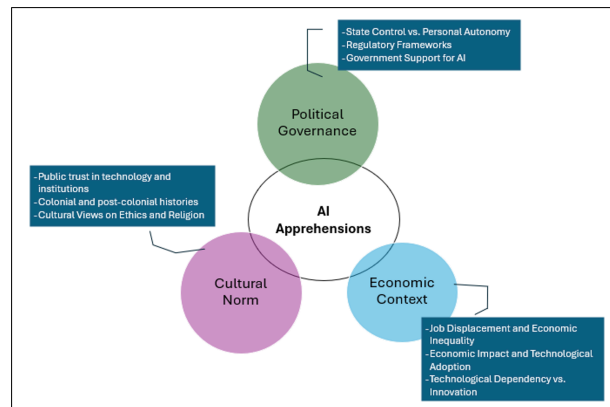 -State Control vs. Personal Autonomy
-Regulatory Frameworks
-Government Support for AI
Political
Governance
-Public trust in technology and
institutions
-Colonial and post-colonial histories
-Cultural Views on Ethics and Religion
AI
Apprehensions
Cultural
Norm
Economic
Context
-Job Displacement and Economic
Inequality
-Economic Impact and Technological
Adoption
-Technological Dependency vs.
Innovation